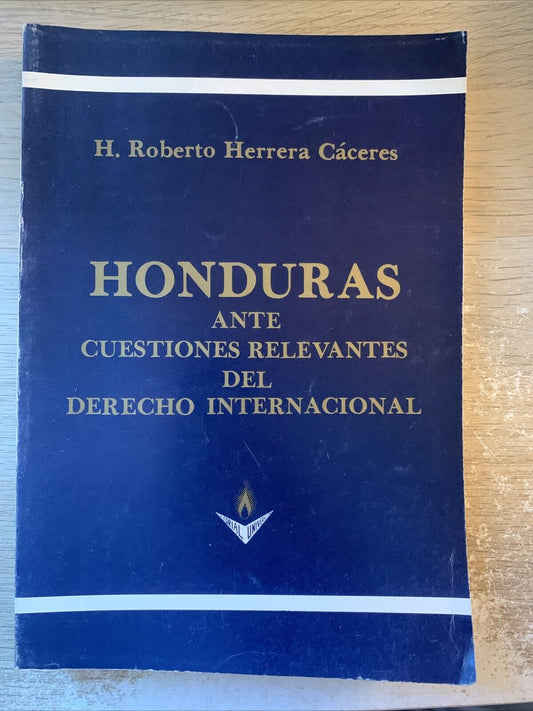 H. Roberto Herrera Cáceres
HONDURAS
ANTE
CUESTIONES RELEVANTES
DEL
DERECHO INTERNACIONAL